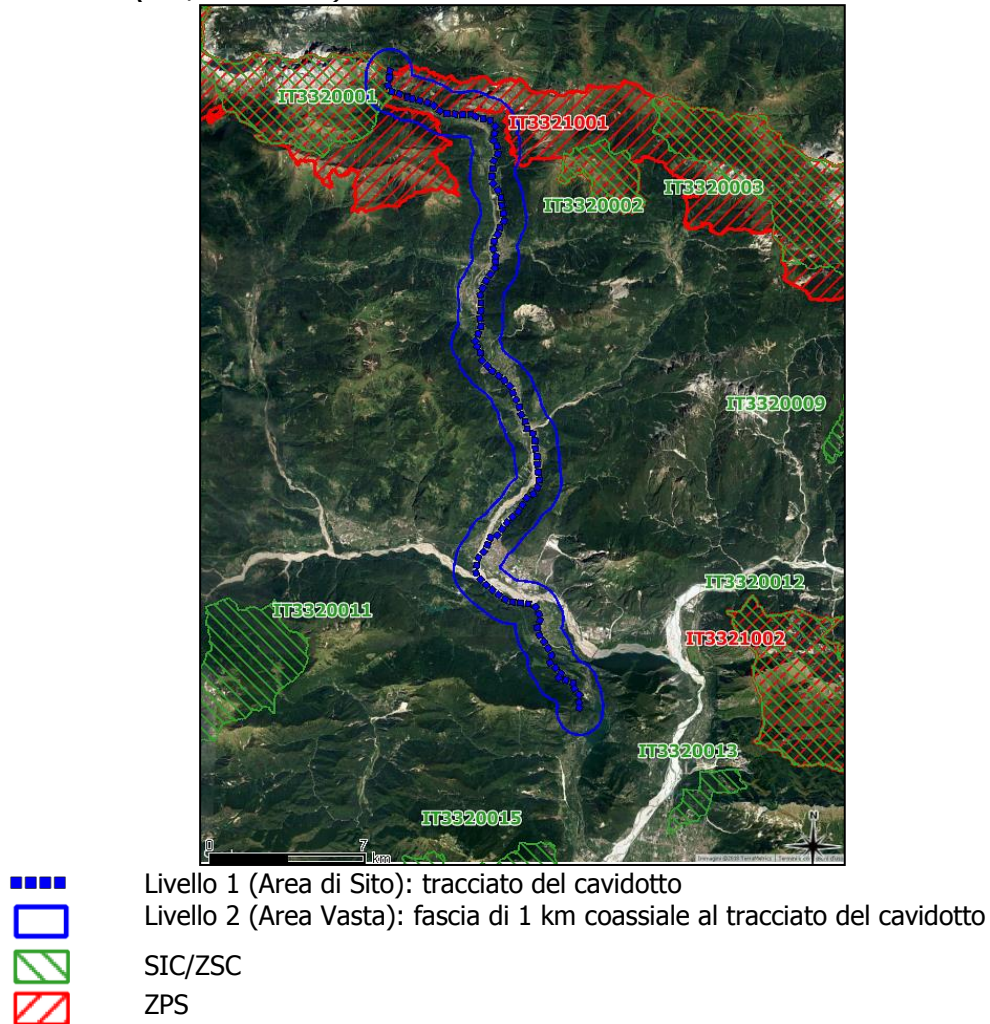 IT3320001
IT3321001
IT3320003
IT3320002
IT3320009
IT3320012
IT3320011
IT3321002
IT3320013
IT3320015
N
0 7
km
Livello 1 (Area di Sito): tracciato del cavidotto
Livello 2 (Area Vasta): fascia di 1 km coassiale al tracciato del cavidotto
SIC/ZSC
ZPS